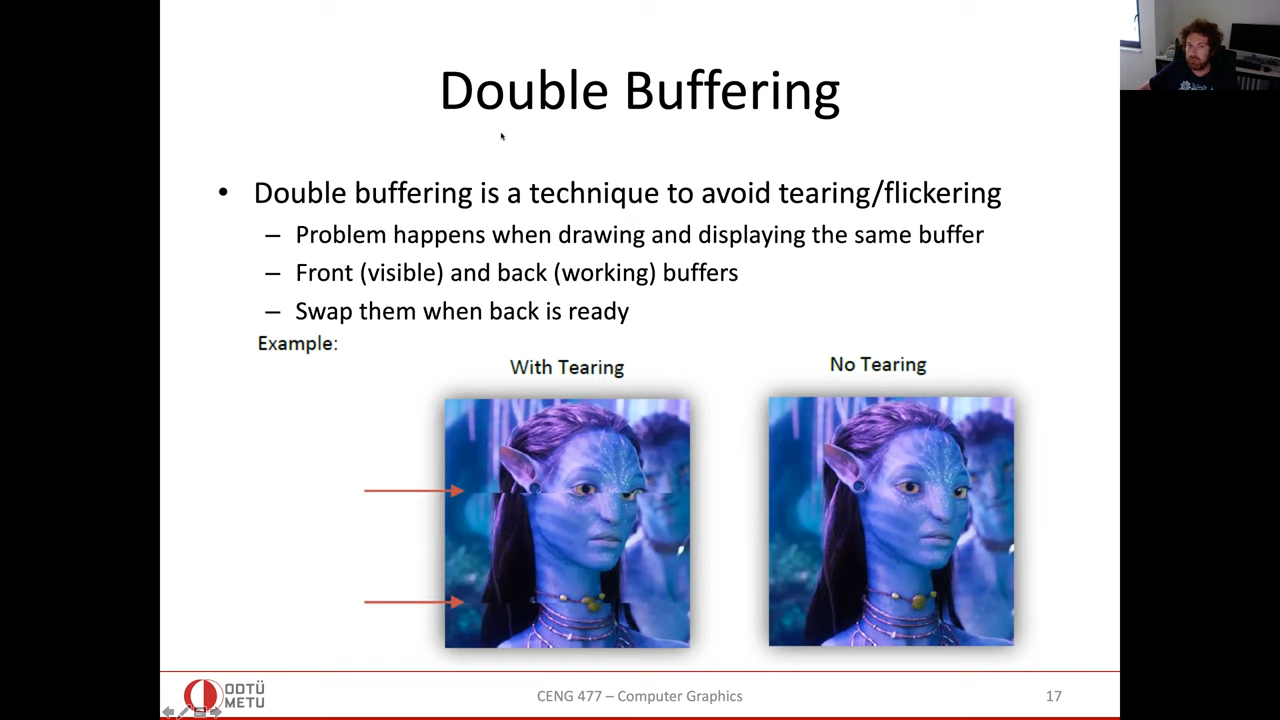 Double Buffering
• Double buffering is a technique to avoid tearing/flickering
– Problem happens when drawing and displaying the same buffer
– Front (visible) and back (working) buffers
– Swap them when back is ready
Example:
With Tearing
No Tearing
ODTÜ
METU
CENG 477 – Computer Graphics
17